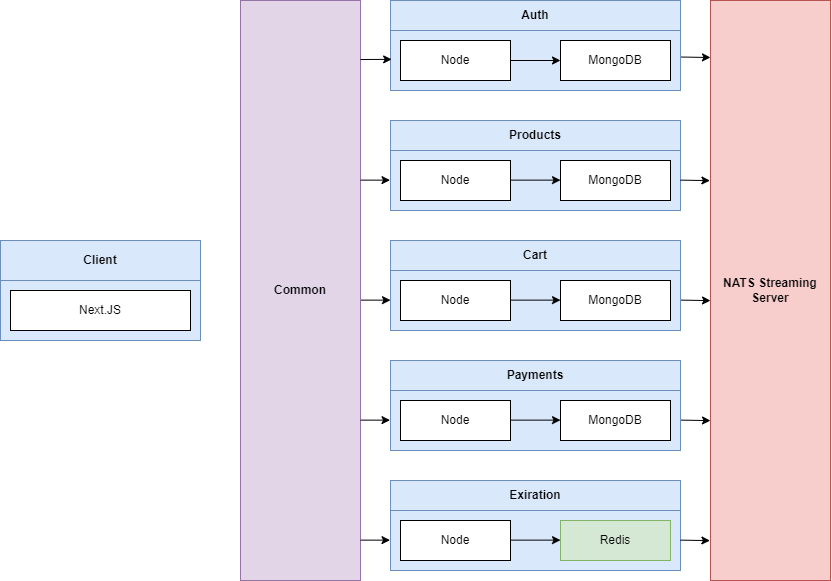 Auth
Node
MongoDB
Products
Node
MongoDB
Client
Next.JS
Common
Cart
Node
MongoDB
NATS Streaming
Server
Payments
Node
MongoDB
Exiration
Node
Redis